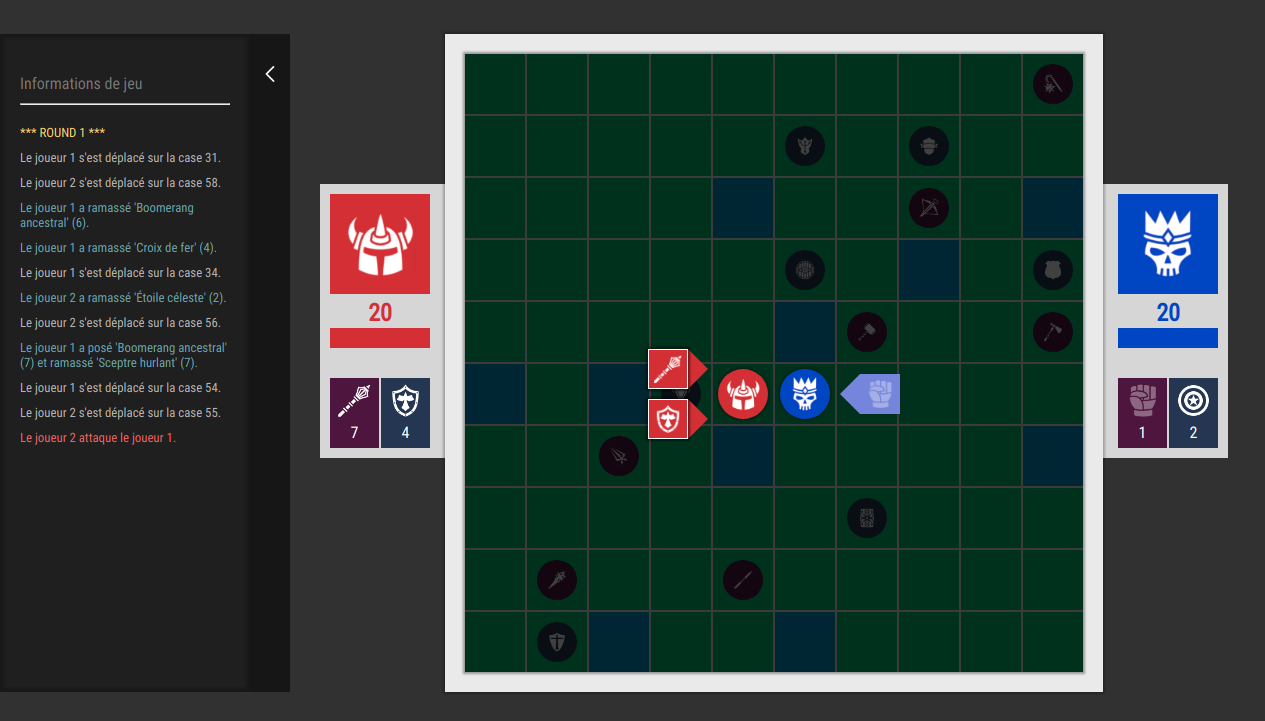 Informations de jeu
*** ROUND 1 ***
Le joueur 1 s'est déplacé sur la case 31.
Le joueur 2 s'est déplacé sur la case 58.
Le joueur 1 a ramassé 'Boomerang
ancestral' (6).
Le joueur 1 a ramassé 'Croix de fer' (4).
Le joueur 1 s'est déplacé sur la case 34.
Le joueur 2 a ramassé 'Étoile céleste' (2).
Le joueur 2 s'est déplacé sur la case 56.
Le joueur 1 a posé 'Boomerang ancestral'
(7) et ramassé 'Sceptre hurlant' (7).
Le joueur 1 s'est déplacé sur la case 54.
Le joueur 2 s'est déplacé sur la case 55.
Le joueur 2 attaque le joueur 1.
20
7
4
20
1
2